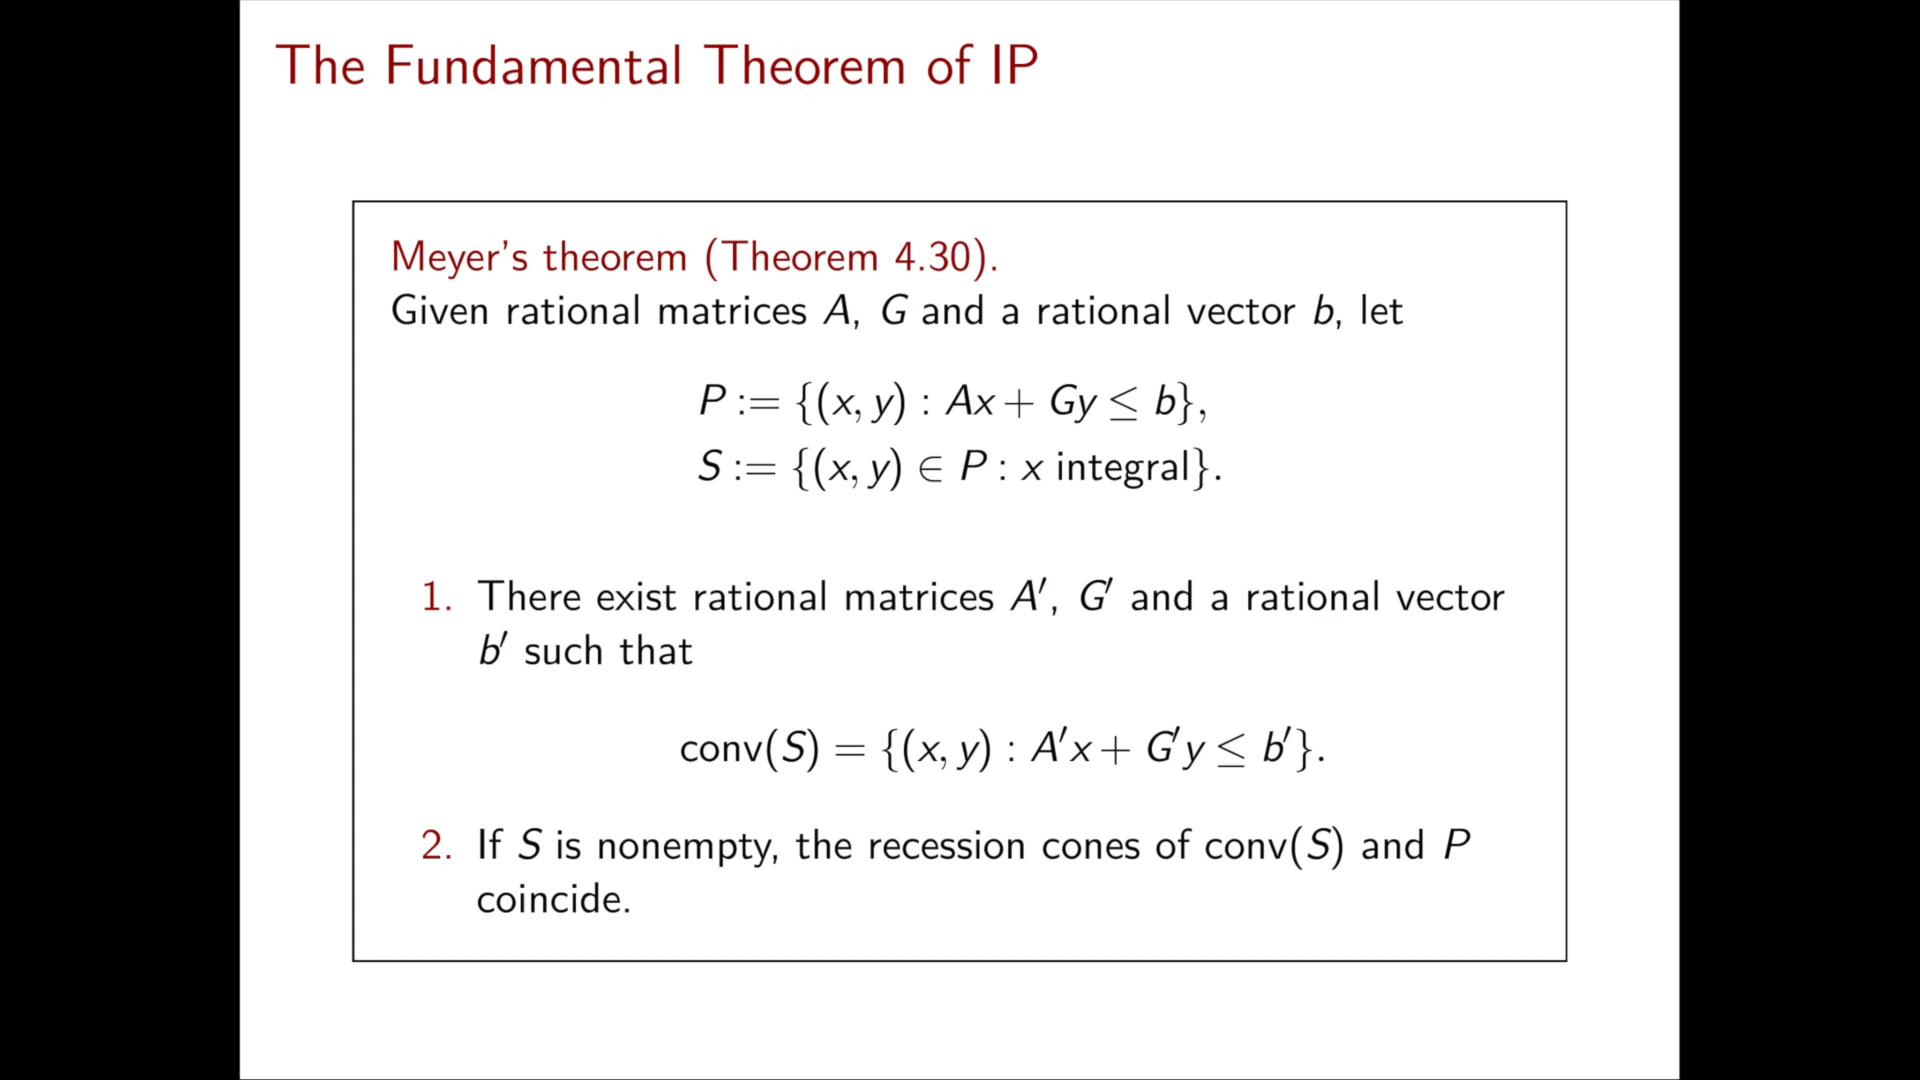 The Fundamental Theorem of IP
Meyer's theorem (Theorem 4.30).
Given rational matrices A, G and a rational vector b, let
P := {(x, y) : Ax + Gy ≤ b},
S := {(x, y) ∈ P : x integral}.
1. There exist rational matrices A′, G′ and a rational vector
b′ such that
conv(S) = {(x, y) : A′x + G′y ≤ b′}.
2. If S is nonempty, the recession cones of conv(S) and P
coincide.